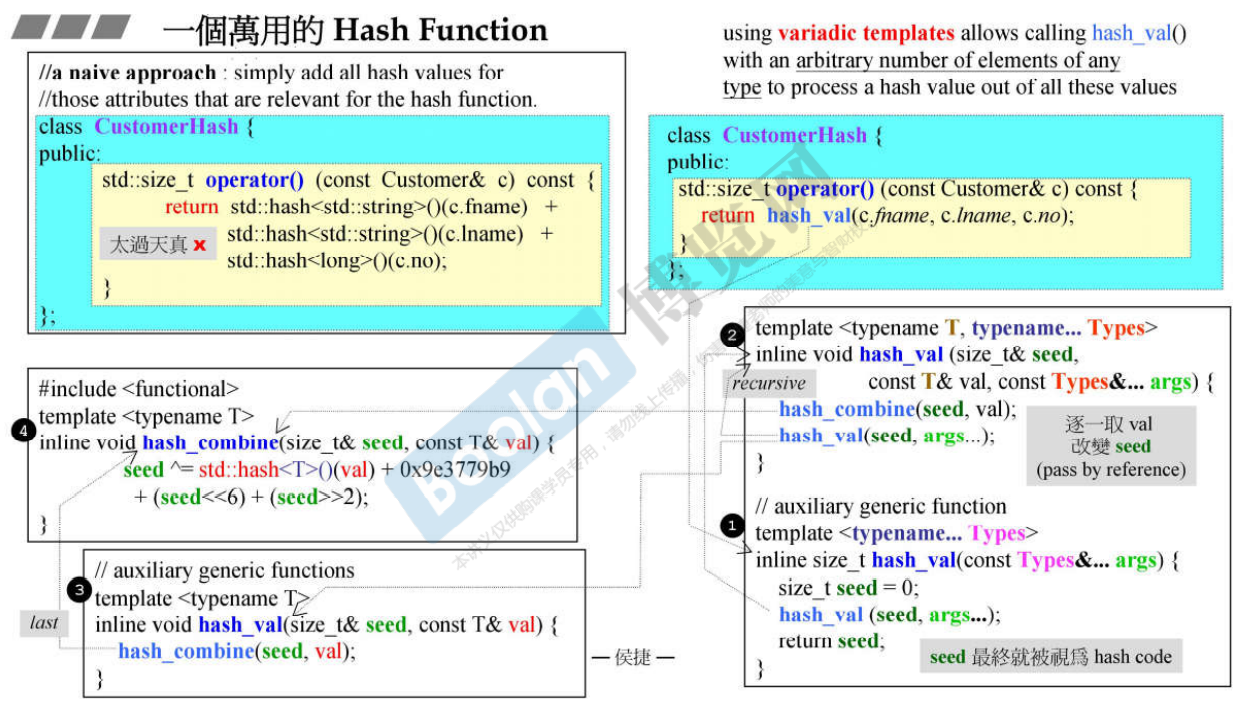 一個萬用的 Hash Function
//a naive approach : simply add all hash values for
//those attributes that are relevant for the hash function.
class CustomerHash {
public:
std::size_t operator() (const Customer& c) const {
return std::hash<std::string>()(c.fname) +
太過天真 x
std::hash<std::string>()(c.lname) +
std::hash<long>()(c.no);
}
};
using variadic templates allows calling hash_val()
with an arbitrary number of elements of any
type to process a hash value out of all these values
class CustomerHash {
public:
std::size_t operator() (const Customer& c) const {
return hash_val(c.fname, c.lname, c.no);
}
};
4
#include <functional>
template <typename T>
inline void hash_combine(size_t& seed, const T& val) {
seed ^= std::hash<T>()(val) + 0x9e3779b9
+ (seed<<6) + (seed>>2);
}
3
// auxiliary generic functions
template <typename T>
inline void hash_val(size_t& seed, const T& val) {
hash_combine(seed, val);
}
last
2
template <typename T, typename... Types>
inline void hash_val (size_t& seed,
const T& val, const Types&... args) {
recursive
hash_combine(seed, val);
hash_val(seed, args...);
}
逐一取 val
改變 seed
(pass by reference)
1
// auxiliary generic function
template <typename... Types>
inline size_t hash_val(const Types&... args) {
size_t seed = 0;
hash_val (seed, args...);
return seed;
}
seed 最終就被視爲 hash code
— 侯捷 —
boolan 博览网
本讲义仅供购课学员专用，请勿线上传播，